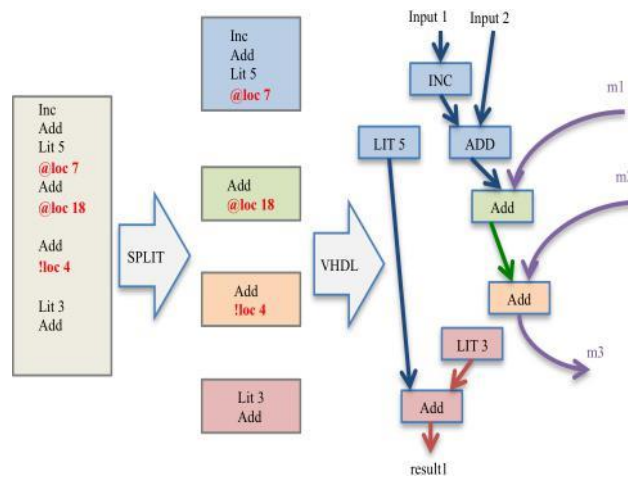 Inc
Add
Lit 5
@loc 7
Add
@loc 18
Add
!loc 4
Lit 3
Add
SPLIT
Inc
Add
Lit 5
@loc 7
Add
@loc 18
Add
!loc 4
Lit 3
Add
VHDL
Input 1
Input 2
INC
m1
LIT 5
ADD
Add
Add
LIT 3
m3
Add
result1